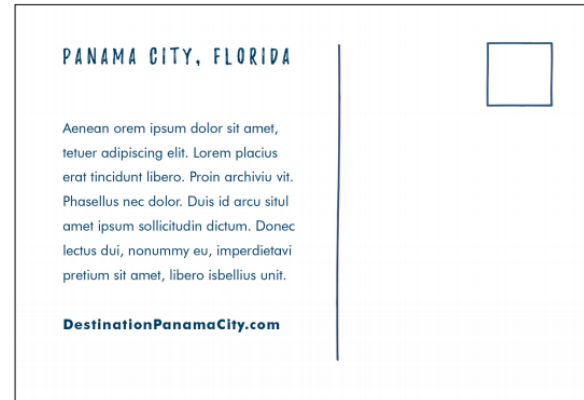 PANAMA CITY, FLORIDA
Aenean orem ipsum dolor sit amet,
tetuer adipiscing elit. Lorem placius
erat tincidunt libero. Proin archiviu vit.
Phasellus nec dolor. Duis id arcu situl
amet ipsum sollicitudin dictum. Donec
lectus dui, nonummy eu, imperdietavi
pretium sit amet, libero isbellius unit.
DestinationPanamaCity.com